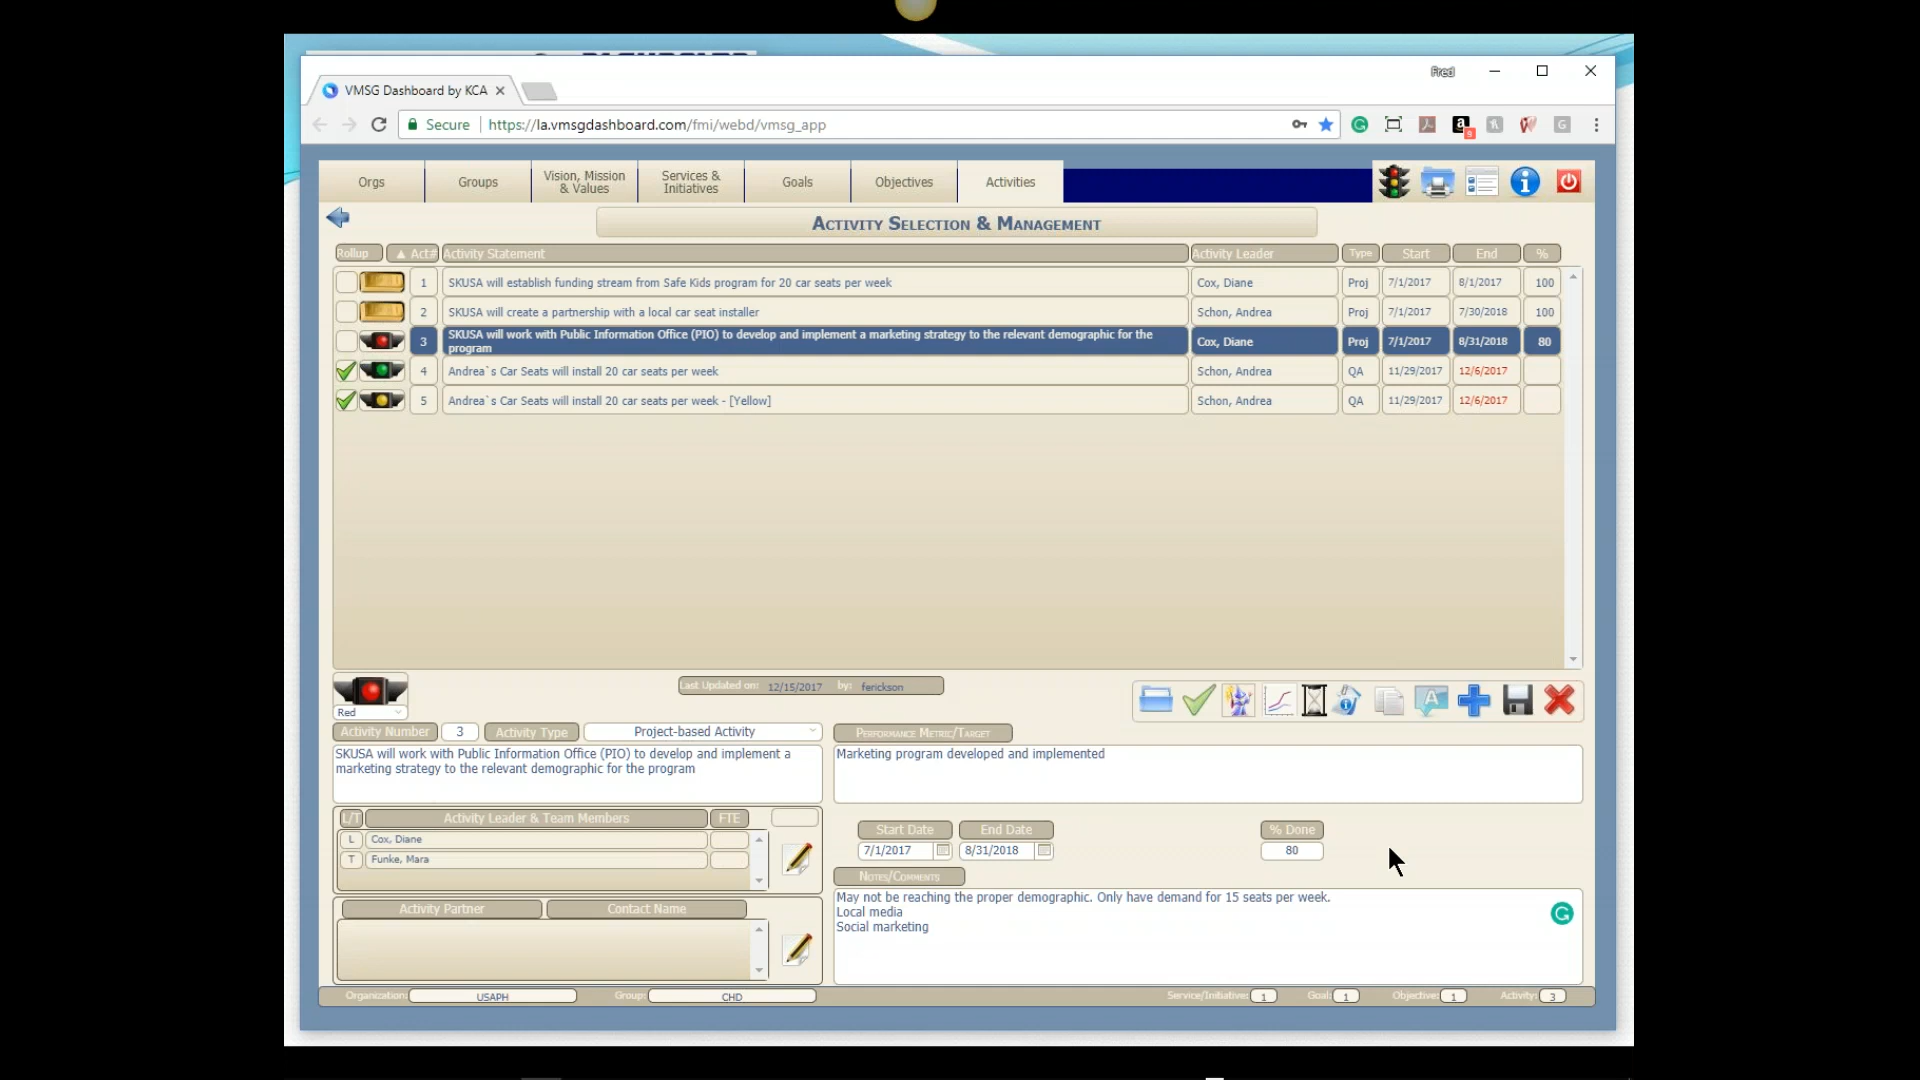 Fred
VMSG Dashboard by KCA
Secure https://la.vmsgdashboard.com/fmi/webd/vmsg_app
Orgs Groups Vision, Mission & Values Services & Initiatives Goals Objectives Activities
Activity Selection & Management
Rollup ▲ Act# Activity Statement Activity Leader Type Start End %
1 SKUSA will establish funding stream from Safe Kids program for 20 car seats per week Cox, Diane Proj 7/1/2017 8/1/2017 100
2 SKUSA will create a partnership with a local car seat installer Schon, Andrea Proj 7/1/2017 7/30/2018 100
3 SKUSA will work with Public Information Office (PIO) to develop and implement a marketing strategy to the relevant demographic for the
program Cox, Diane Proj 7/1/2017 8/31/2018 80
4 Andrea`s Car Seats will install 20 car seats per week Schon, Andrea QA 11/29/2017 12/6/2017
5 Andrea`s Car Seats will install 20 car seats per week - [Yellow] Schon, Andrea QA 11/29/2017 12/6/2017
Last Updated on: 12/15/2017 by: ferickson
Red
Activity Number 3 Activity Type Project-based Activity Performance Metric/Target
SKUSA will work with Public Information Office (PIO) to develop and implement a
marketing strategy to the relevant demographic for the program
Marketing program developed and implemented
L/T Activity Leader & Team Members FTE
L Cox, Diane
T Funke, Mara
Start Date End Date % Done
7/1/2017 8/31/2018 80
Notes/Comments
May not be reaching the proper demographic. Only have demand for 15 seats per week.
Local media
Social marketing
Activity Partner Contact Name
Organization: USAPH Group: CHD Service/Initiative: 1 Goal: 1 Objective: 1 Activity: 3